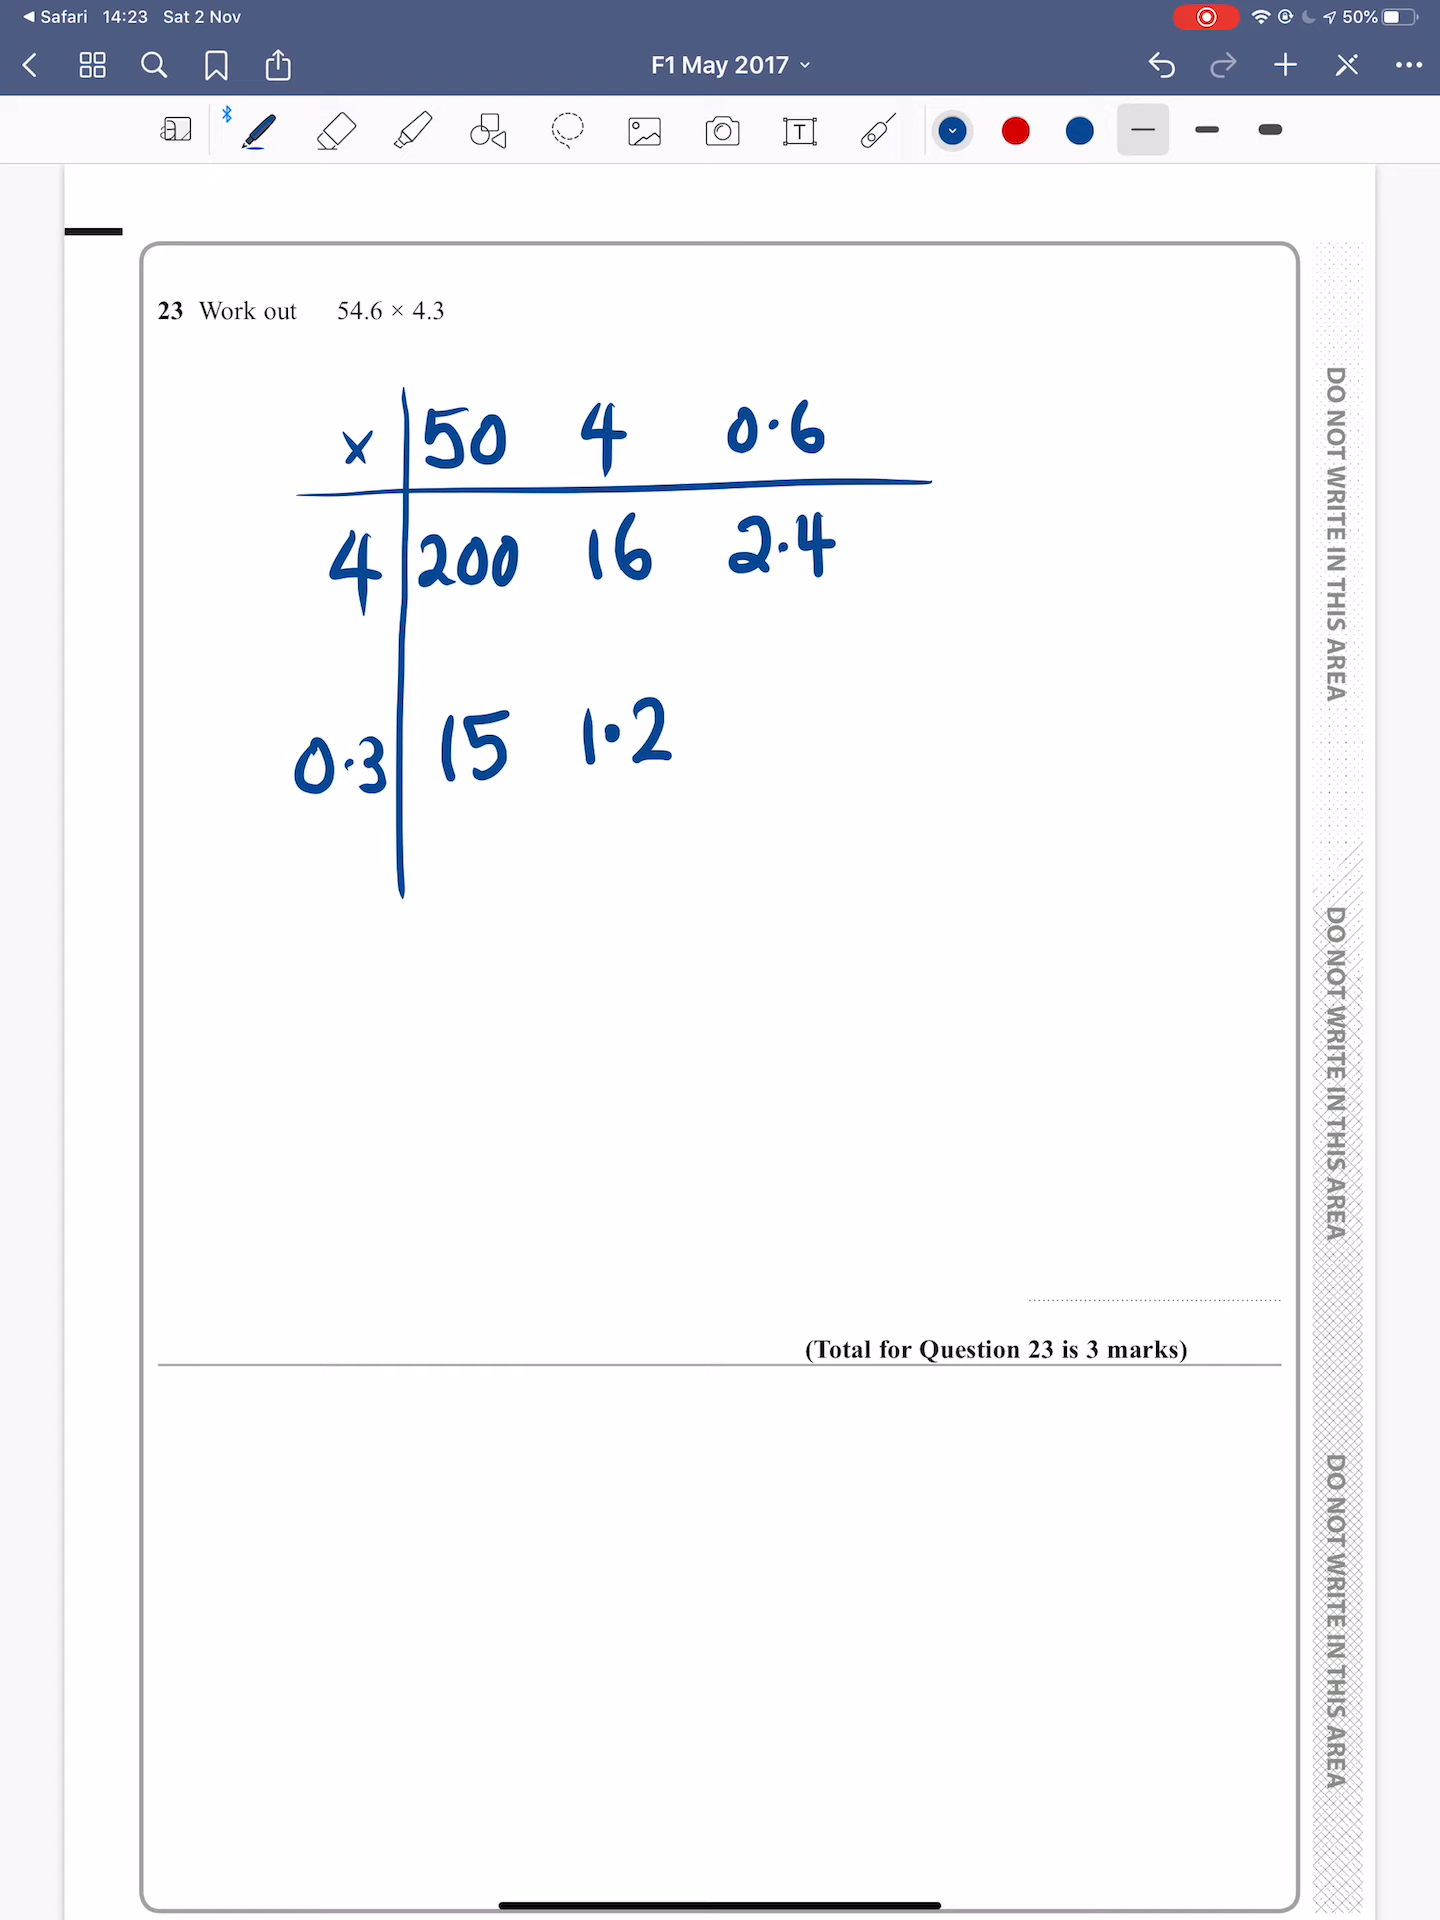 Safari 14:23 Sat 2 Nov 50%
F1 May 2017
T
23 Work out 54.6 × 4.3
× 50 4 0·6
4 200 16 2·4
0·3 15 1·2
(Total for Question 23 is 3 marks)
DO NOT WRITE IN THIS AREA
DO NOT WRITE IN THIS AREA
DO NOT WRITE IN THIS AREA